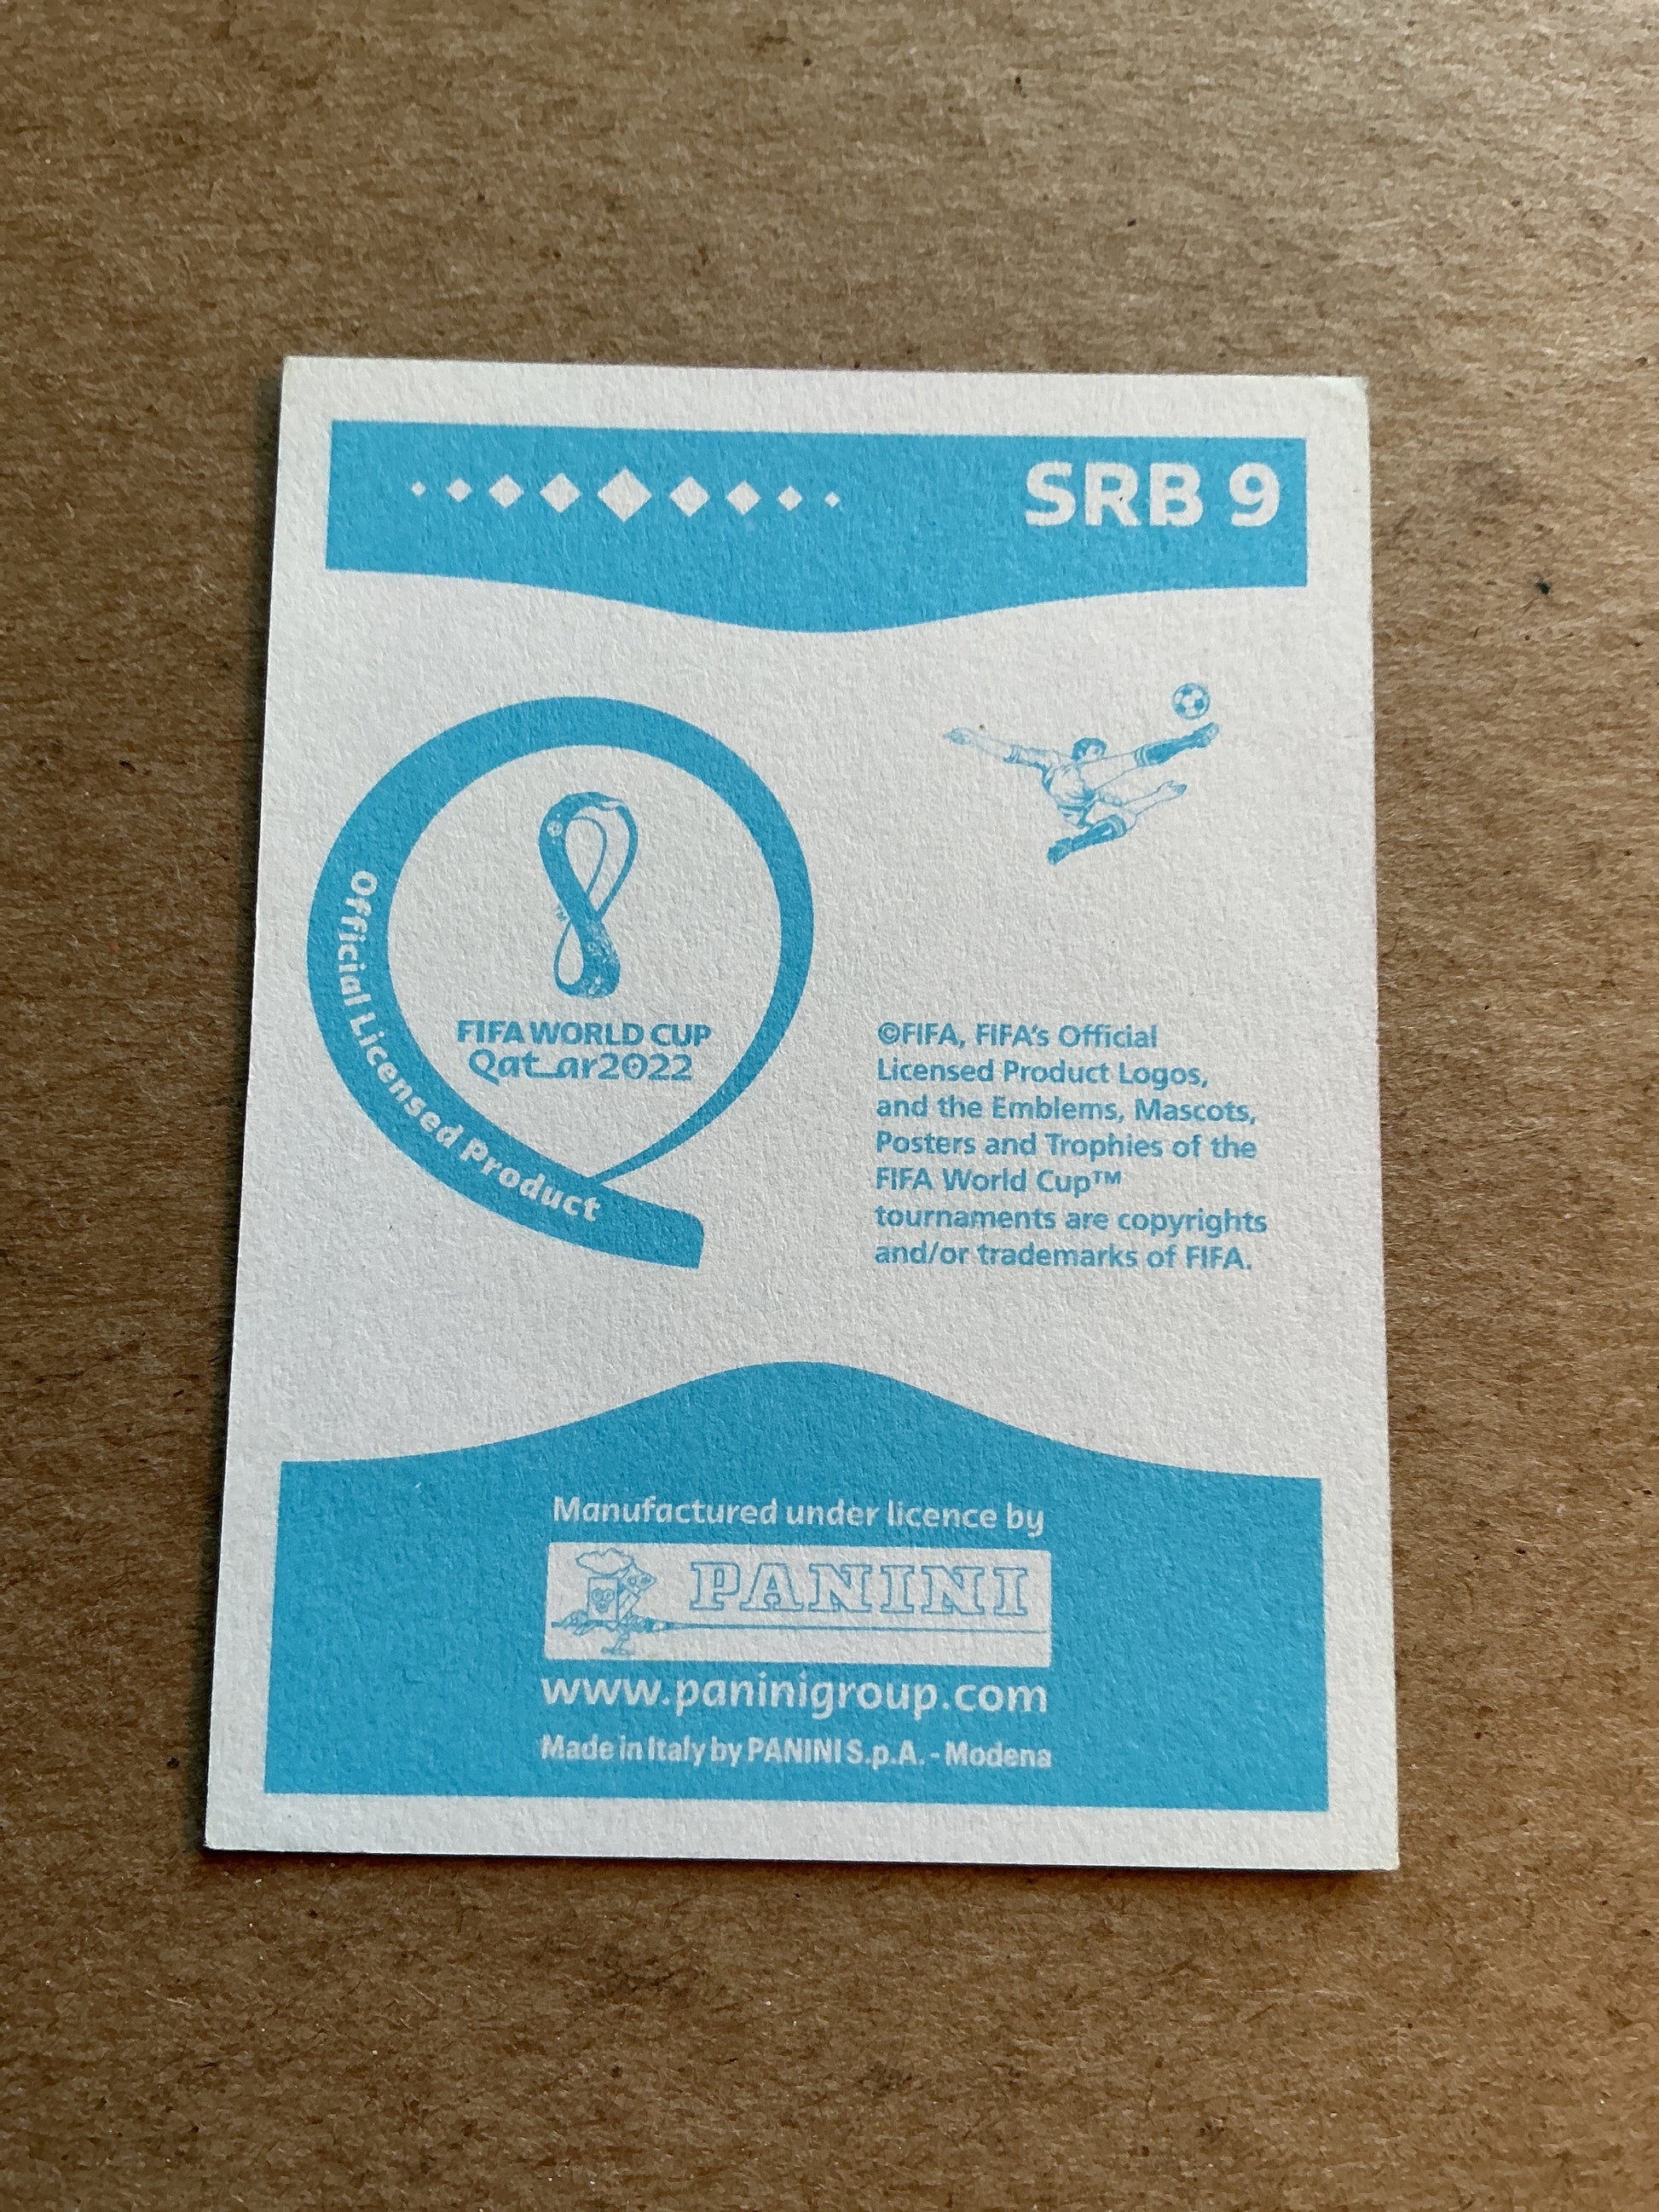 SRB 9
Official Licensed Product
TM
FIFA WORLD CUP
Qatar2022
©FIFA, FIFA's Official
Licensed Product Logos,
and the Emblems, Mascots,
Posters and Trophies of the
FIFA World Cup™
tournaments are copyrights
and/or trademarks of FIFA.
Manufactured under licence by
PANINI
www.paninigroup.com
Made in Italy by PANINI S.p.A. - Modena